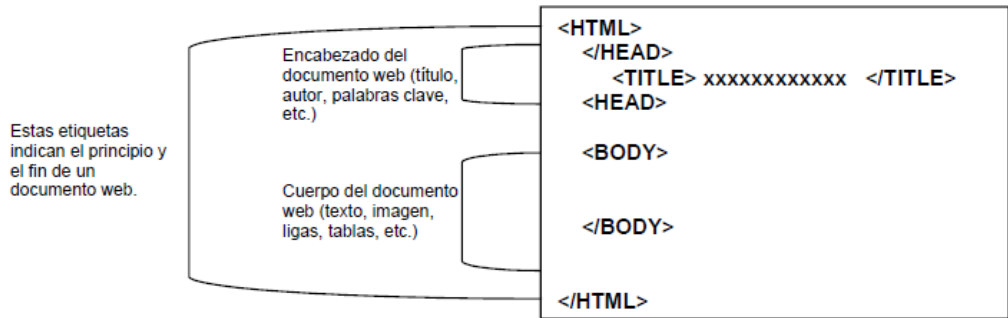 <HTML>
</HEAD>
<TITLE> xxxxxxxxxxxx </TITLE>
<HEAD>
<BODY>
</BODY>
</HTML>
Encabezado del
documento web (título,
autor, palabras clave,
etc.)
Estas etiquetas
indican el principio y
el fin de un
documento web.
Cuerpo del documento
web (texto, imagen,
ligas, tablas, etc.)